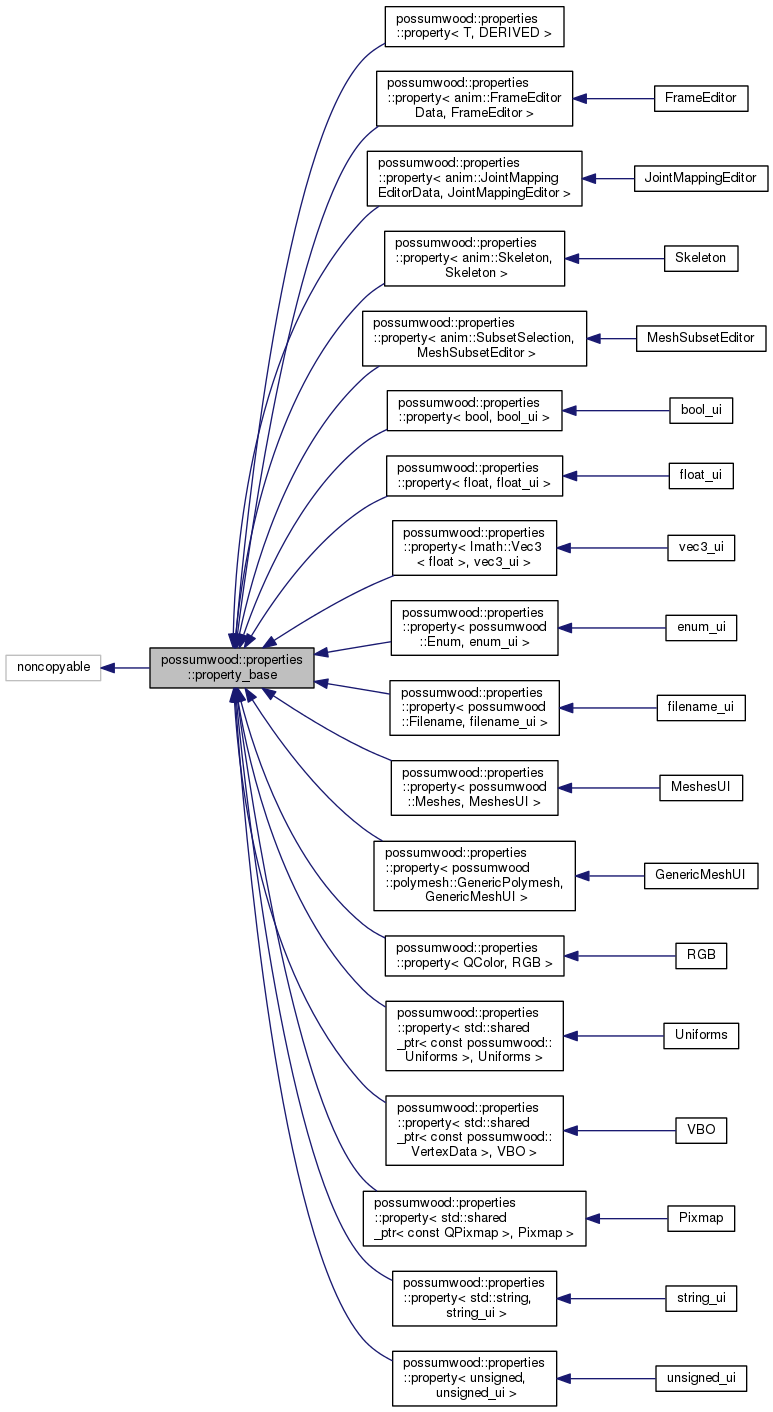 possumwood::properties
::property< T, DERIVED >
possumwood::properties
::property< anim::FrameEditor
Data, FrameEditor >
FrameEditor
possumwood::properties
::property< anim::JointMapping
EditorData, JointMappingEditor >
JointMappingEditor
possumwood::properties
::property< anim::Skeleton,
Skeleton >
Skeleton
possumwood::properties
::property< anim::SubsetSelection,
MeshSubsetEditor >
MeshSubsetEditor
possumwood::properties
::property< bool, bool_ui >
bool_ui
possumwood::properties
::property< float, float_ui >
float_ui
possumwood::properties
::property< Imath::Vec3
< float >, vec3_ui >
vec3_ui
possumwood::properties
::property< possumwood
::Enum, enum_ui >
enum_ui
noncopyable
possumwood::properties
::property_base
possumwood::properties
::property< possumwood
::Filename, filename_ui >
filename_ui
possumwood::properties
::property< possumwood
::Meshes, MeshesUI >
MeshesUI
possumwood::properties
::property< possumwood
::polymesh::GenericPolymesh,
GenericMeshUI >
GenericMeshUI
possumwood::properties
::property< QColor, RGB >
RGB
possumwood::properties
::property< std::shared
_ptr< const possumwood::
Uniforms >, Uniforms >
Uniforms
possumwood::properties
::property< std::shared
_ptr< const possumwood::
VertexData >, VBO >
VBO
possumwood::properties
::property< std::shared
_ptr< const QPixmap >, Pixmap >
Pixmap
possumwood::properties
::property< std::string,
string_ui >
string_ui
possumwood::properties
::property< unsigned,
unsigned_ui >
unsigned_ui